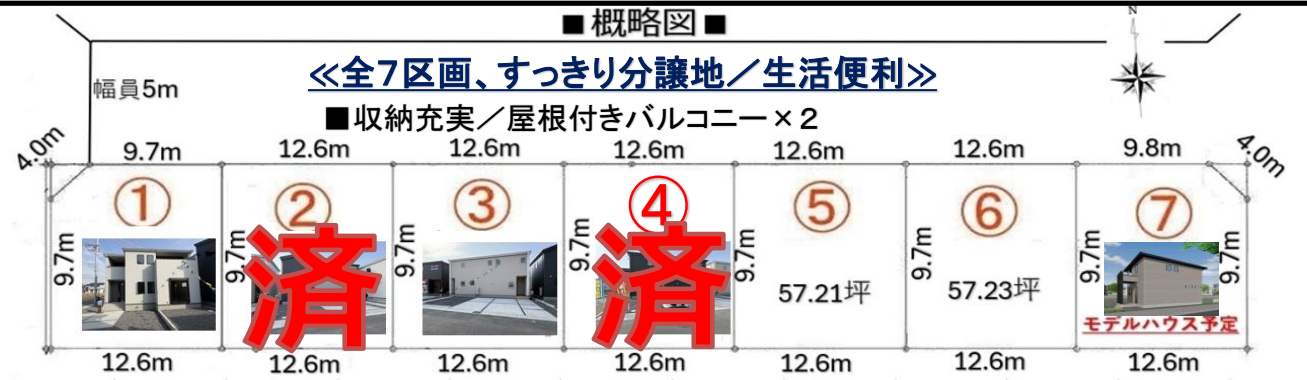 ■概略図■
N
≪全7区画、すっきり分譲地／生活便利≫
幅員5m
■収納充実／屋根付きバルコニー×2
4.0m 9.7m 12.6m 12.6m 12.6m 12.6m 12.6m 9.8m 4.0m
① ② ③ ④ ⑤ ⑥ ⑦
9.7m 9.7m 9.7m 9.7m 9.7m 9.7m 9.7m 9.7m
済 済
57.21坪 57.23坪
モデルハウス予定
12.6m 12.6m 12.6m 12.6m 12.6m 12.6m 12.6m